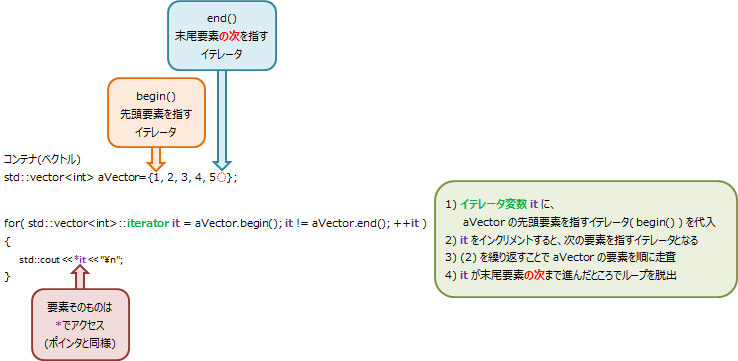 end()
末尾要素の次を指す
イテレータ
begin()
先頭要素を指す
イテレータ
コンテナ(ベクトル)
std::vector<int> aVector={1, 2, 3, 4, 5};
for( std::vector<int>::iterator it = aVector.begin(); it != aVector.end(); ++it )
{
std::cout<<*it<<"¥n";
}
要素そのものは
*でアクセス
(ポインタと同様)
1) イテレータ変数 it に、
aVector の先頭要素を指すイテレータ( begin() ) を代入
2) it をインクリメントすると、次の要素を指すイテレータとなる
3) (2) を繰り返すことで aVector の要素を順に走査
4) it が末尾要素の次まで進んだところでループを脱出